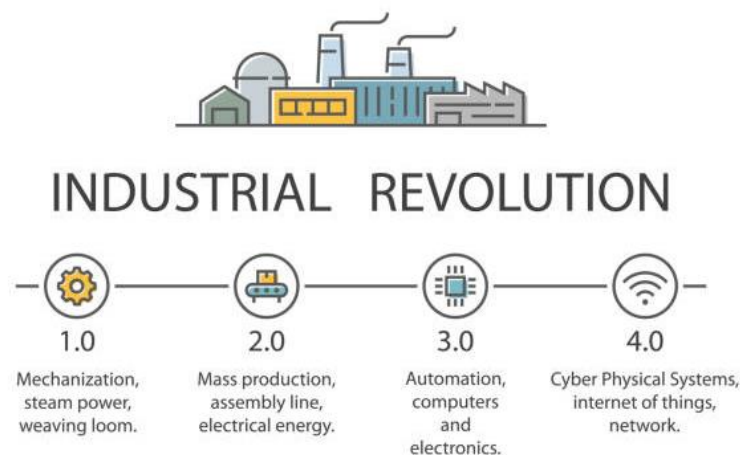 INDUSTRIAL REVOLUTION
1.0
Mechanization,
steam power,
weaving loom.
2.0
Mass production,
assembly line,
electrical energy.
3.0
Automation,
computers
and
electronics.
4.0
Cyber Physical Systems,
internet of things,
network.